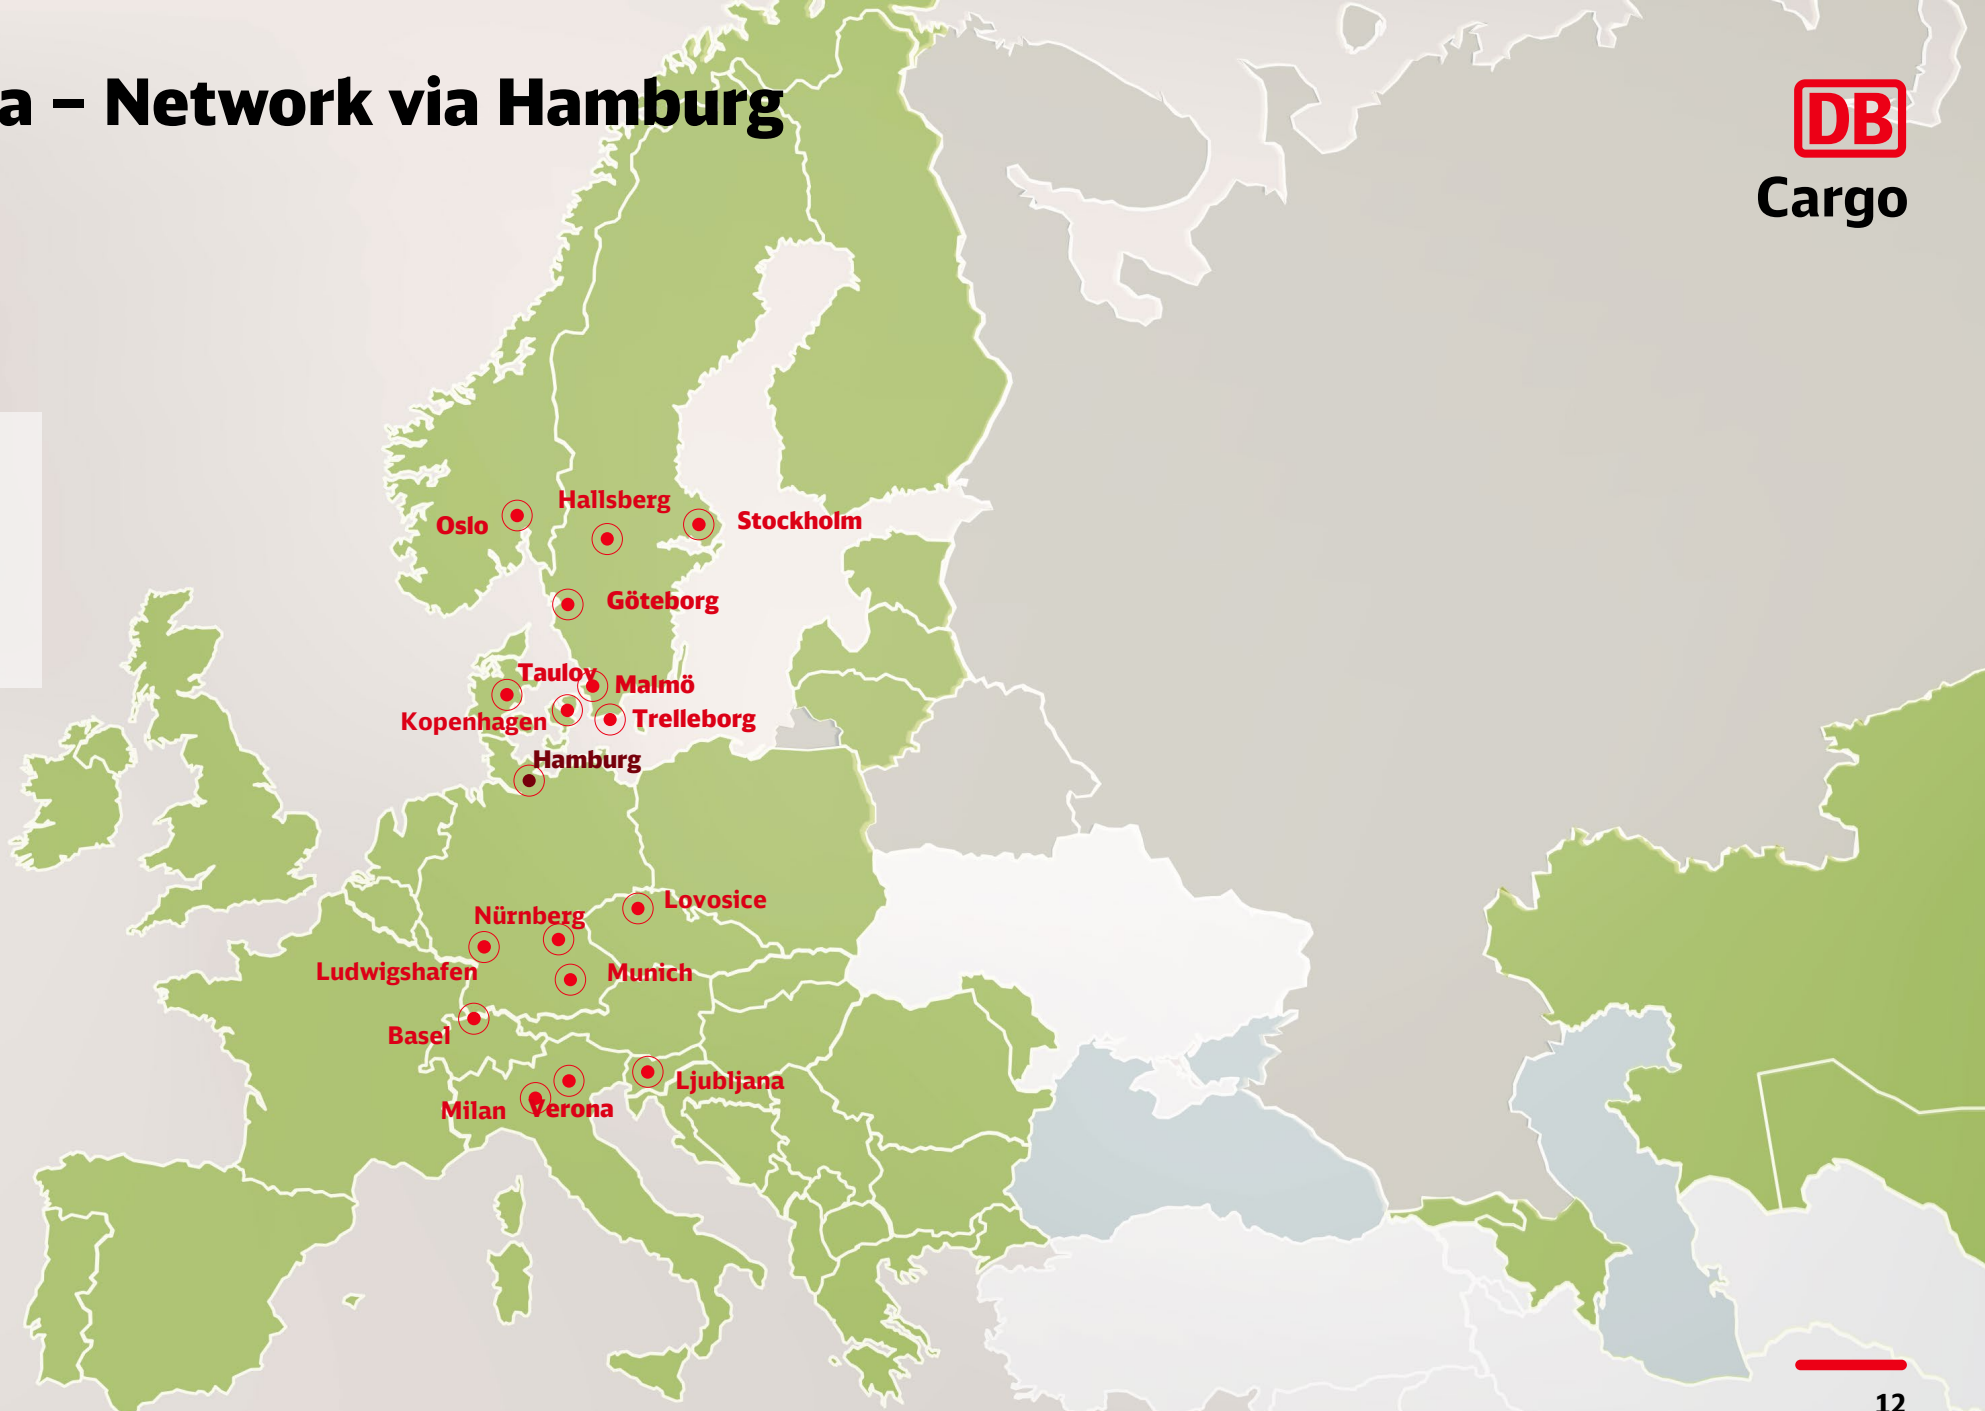 a – Network via Hamburg
DB
Cargo
Hallsberg
Oslo
Stockholm
Göteborg
Taulov
Malmö
Kopenhagen
Trelleborg
Hamburg
Lovosice
Nürnberg
Ludwigshafen
Munich
Basel
Ljubljana
Milan
Verona
12